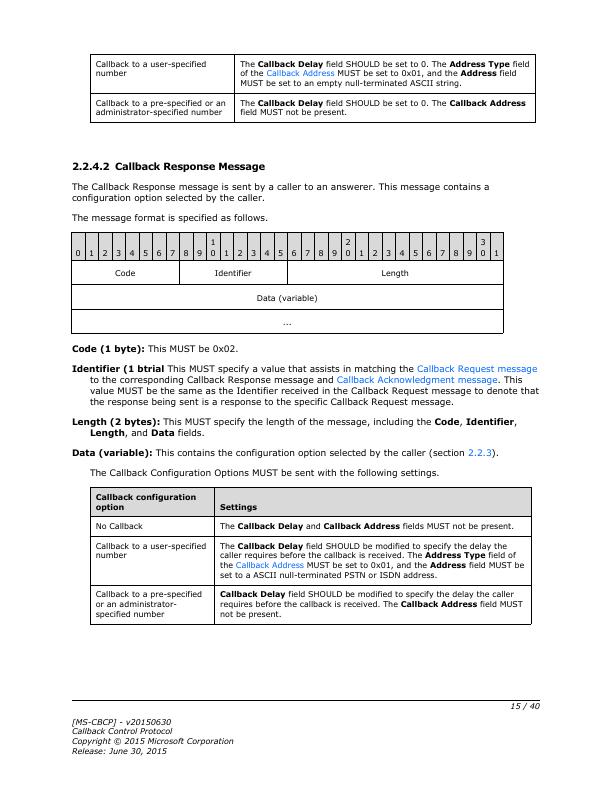 Callback to a user-specified
number
The Callback Delay field SHOULD be set to 0. The Address Type field
of the Callback Address MUST be set to 0x01, and the Address field
MUST be set to an empty null-terminated ASCII string.
Callback to a pre-specified or an
administrator-specified number
The Callback Delay field SHOULD be set to 0. The Callback Address
field MUST not be present.
2.2.4.2 Callback Response Message
The Callback Response message is sent by a caller to an answerer. This message contains a
configuration option selected by the caller.
The message format is specified as follows.
1 2 3
0 1 2 3 4 5 6 7 8 9 0 1 2 3 4 5 6 7 8 9 0 1 2 3 4 5 6 7 8 9 0 1
Code Identifier Length
Data (variable)
...
Code (1 byte): This MUST be 0x02.
Identifier (1 btrial This MUST specify a value that assists in matching the Callback Request message
to the corresponding Callback Response message and Callback Acknowledgment message. This
value MUST be the same as the Identifier received in the Callback Request message to denote that
the response being sent is a response to the specific Callback Request message.
Length (2 bytes): This MUST specify the length of the message, including the Code, Identifier,
Length, and Data fields.
Data (variable): This contains the configuration option selected by the caller (section 2.2.3).
The Callback Configuration Options MUST be sent with the following settings.
Callback configuration
option
Settings
No Callback
The Callback Delay and Callback Address fields MUST not be present.
Callback to a user-specified
number
The Callback Delay field SHOULD be modified to specify the delay the
caller requires before the callback is received. The Address Type field of
the Callback Address MUST be set to 0x01, and the Address field MUST be
set to a ASCII null-terminated PSTN or ISDN address.
Callback to a pre-specified
or an administrator-
specified number
Callback Delay field SHOULD be modified to specify the delay the caller
requires before the callback is received. The Callback Address field MUST
not be present.
15 / 40
[MS-CBCP] - v20150630
Callback Control Protocol
Copyright © 2015 Microsoft Corporation
Release: June 30, 2015